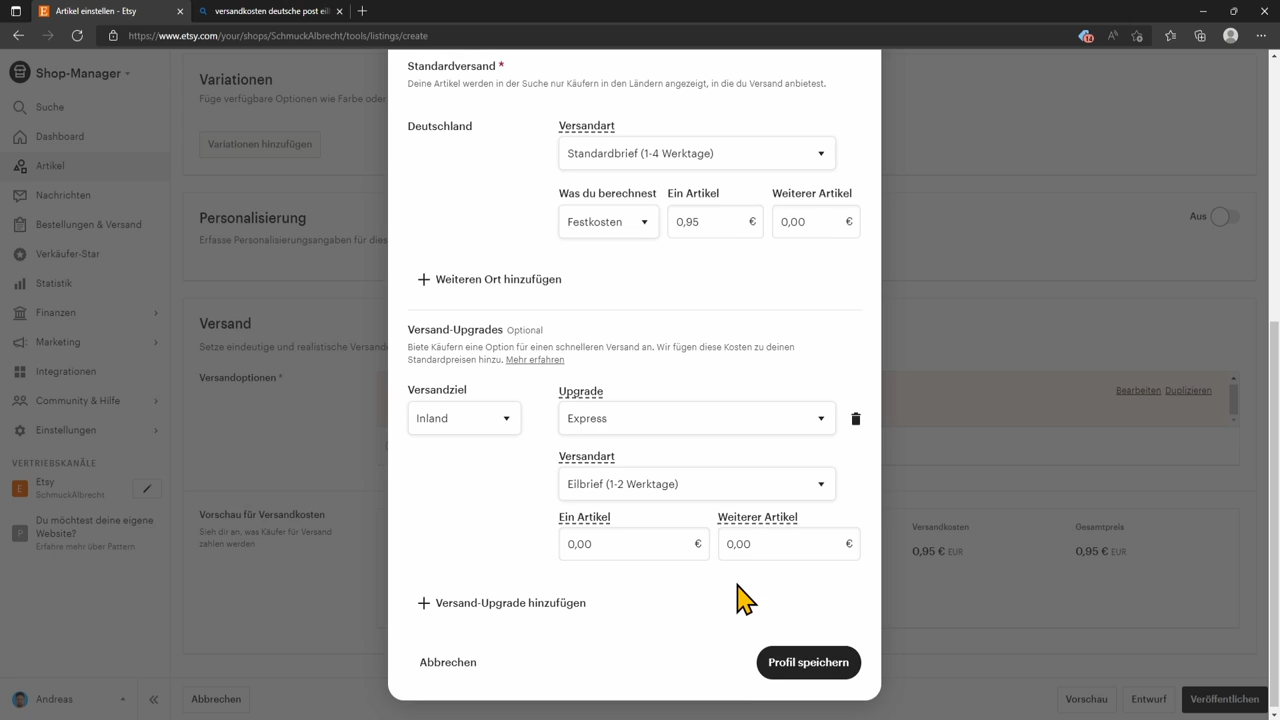 Artikel einstellen - Etsy
versandkosten deutsche post eil
https://www.etsy.com/your/shops/SchmuckAlbrecht/tools/listings/create
14
Shop-Manager
Suche
Dashboard
Artikel
Nachrichten
Bestellungen & Versand
Verkäufer-Star
Statistik
Finanzen
Marketing
Integrationen
Community & Hilfe
Einstellungen
VERTRIEBSKANÄLE
E
Etsy
SchmuckAlbrecht
P
Du möchtest deine eigene
Website?
Erfahre mehr über Pattern
Andreas
Variationen
Füge verfügbare Optionen wie Farbe oder
Variationen hinzufügen
Personalisierung
Erfasse Personalisierungsangaben für dies
Aus
Versand
Setze eindeutige und realistische Versand
Versandoptionen *
Bearbeiten Duplizieren
Vorschau für Versandkosten
Sieh dir an, was Käufer für Versand
zahlen werden
Versandkosten
Gesamtpreis
0,95 € EUR
0,95 € EUR
Standardversand *
Deine Artikel werden in der Suche nur Käufern in den Ländern angezeigt, in die du Versand anbietest.
Deutschland
Versandart
Standardbrief (1-4 Werktage)
Was du berechnest Ein Artikel Weiterer Artikel
Festkosten 0,95 € 0,00 €
+ Weiteren Ort hinzufügen
Versand-Upgrades Optional
Biete Käufern eine Option für einen schnelleren Versand an. Wir fügen diese Kosten zu deinen
Standardpreisen hinzu. Mehr erfahren
Versandziel Upgrade
Inland Express
Versandart
Eilbrief (1-2 Werktage)
Ein Artikel Weiterer Artikel
0,00 € 0,00 €
+ Versand-Upgrade hinzufügen
Abbrechen Profil speichern
Abbrechen
Vorschau Entwurf Veröffentlichen